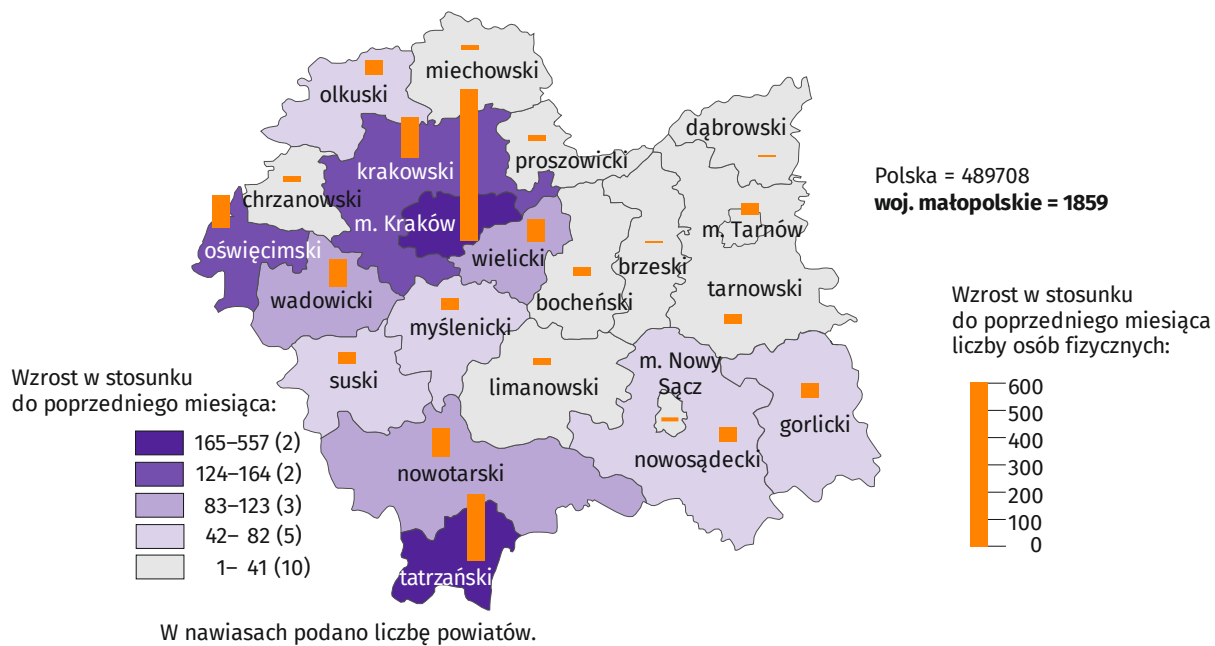 miechowski
olkuski
dąbrowski
proszowicki
krakowski
chrzanowski
Polska = 489708
woj. małopolskie = 1859
m. Kraków
m. Tarnów
oświęcimski
wielicki
brzeski
wadowicki
bocheński
tarnowski
myślenicki
Wzrost w stosunku
do poprzedniego miesiąca
liczby osób fizycznych:
600
500
400
300
200
100
0
suski
limanowski
m. Nowy
Sącz
gorlicki
nowosądecki
nowotarski
tatrzański
Wzrost w stosunku
do poprzedniego miesiąca:
165–557 (2)
124–164 (2)
83–123 (3)
42– 82 (5)
1– 41 (10)
W nawiasach podano liczbę powiatów.